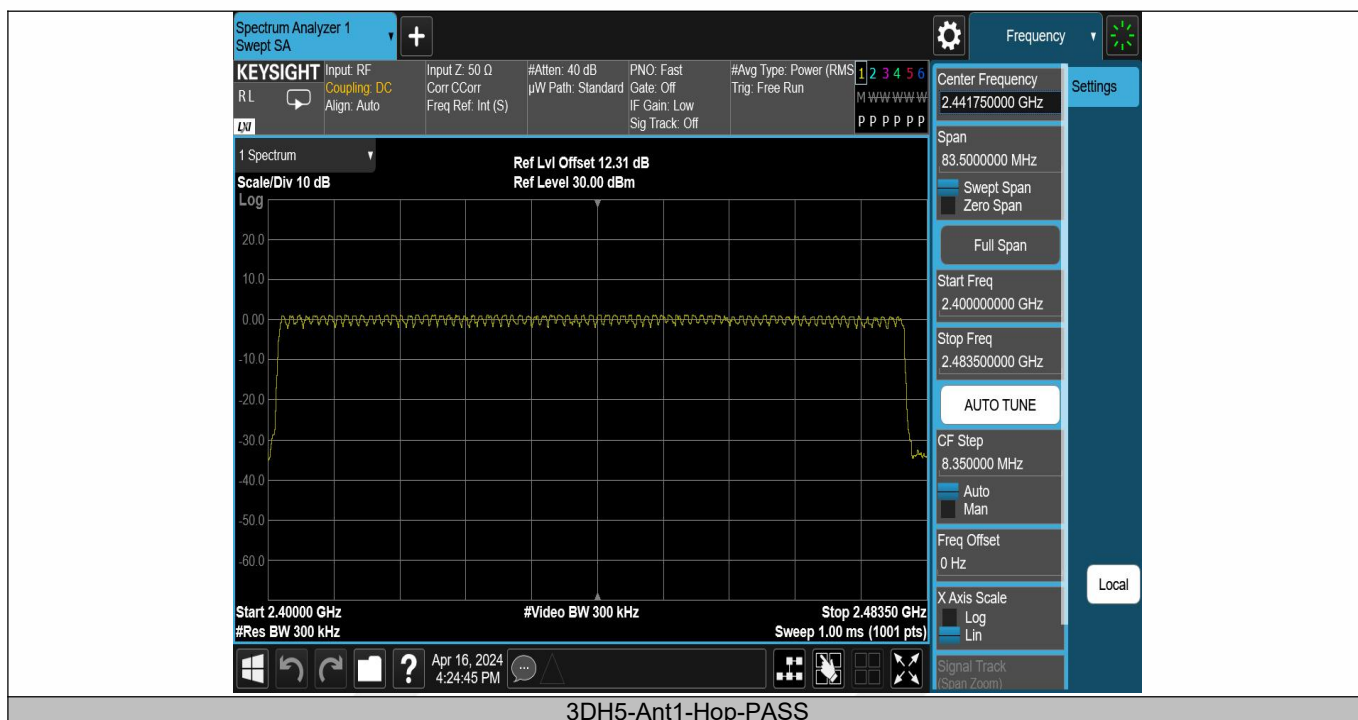 Spectrum Analyzer 1
Swept SA
+
Frequency
KEYSIGHT
R L
LXI
Input: RF
Coupling: DC
Align: Auto
Input Z: 50 Ω
Corr CCorr
Freq Ref: Int (S)
#Atten: 40 dB
µW Path: Standard
PNO: Fast
Gate: Off
IF Gain: Low
Sig Track: Off
#Avg Type: Power (RMS
Trig: Free Run
1 2 3 4 5 6
M W W W W W
P P P P P P
1 Spectrum
Scale/Div 10 dB
Log
Ref Lvl Offset 12.31 dB
Ref Level 30.00 dBm
20.0
10.0
0.00
-10.0
-20.0
-30.0
-40.0
-50.0
-60.0
Start 2.40000 GHz
#Res BW 300 kHz
#Video BW 300 kHz
Stop 2.48350 GHz
Sweep 1.00 ms (1001 pts)
Center Frequency
2.441750000 GHz
Settings
Span
83.5000000 MHz
Swept Span
Zero Span
Full Span
Start Freq
2.400000000 GHz
Stop Freq
2.483500000 GHz
AUTO TUNE
CF Step
8.350000 MHz
Auto
Man
Freq Offset
0 Hz
X Axis Scale
Log
Lin
Signal Track
(Span Zoom)
Local
?
Apr 16, 2024
4:24:45 PM
3DH5-Ant1-Hop-PASS